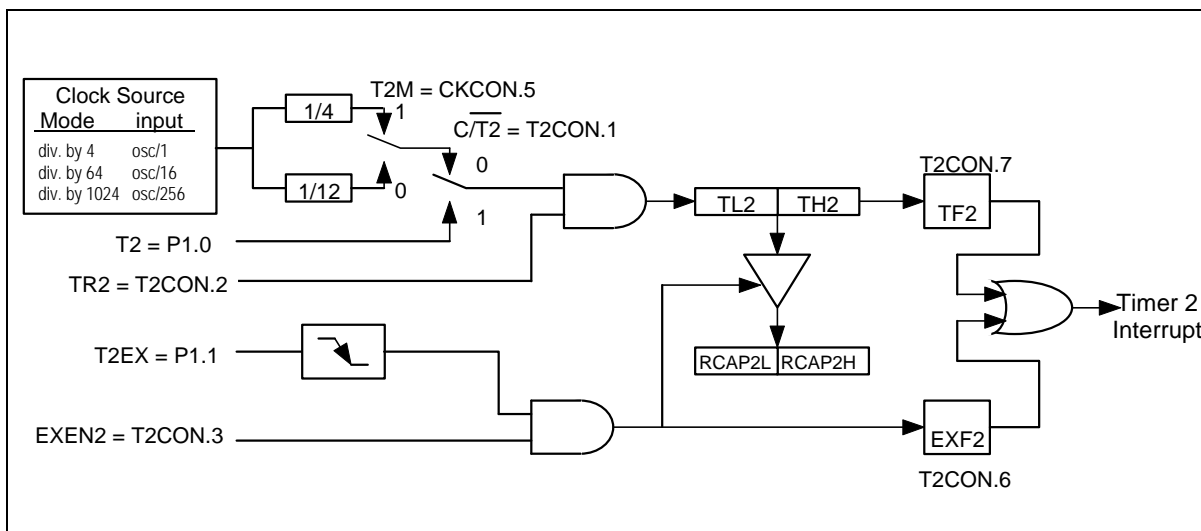 Clock Source
Mode input
div. by 4 osc/1
div. by 64 osc/16
div. by 1024 osc/256
1/4
1/12
T2M = CKCON.5
1
0
C/T2 = T2CON.1
0
1
T2 = P1.0
TR2 = T2CON.2
TL2 TH2
T2CON.7
TF2
Timer 2
Interrupt
T2EX = P1.1
RCAP2L RCAP2H
EXEN2 = T2CON.3
EXF2
T2CON.6